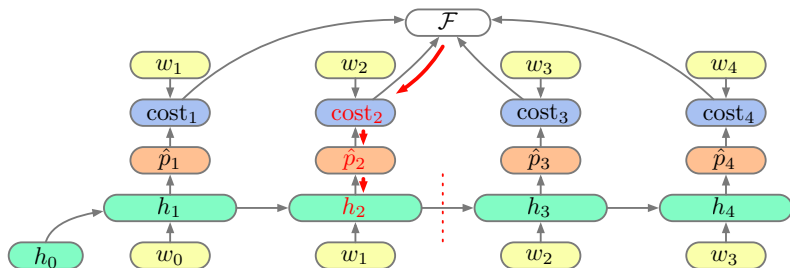 ℱ
w₁ w₂ w₃ w₄
cost₁ cost₂ cost₃ cost₄
p̂₁ p̂₂ p̂₃ p̂₄
h₁ h₂ h₃ h₄
h₀ w₀ w₁ w₂ w₃